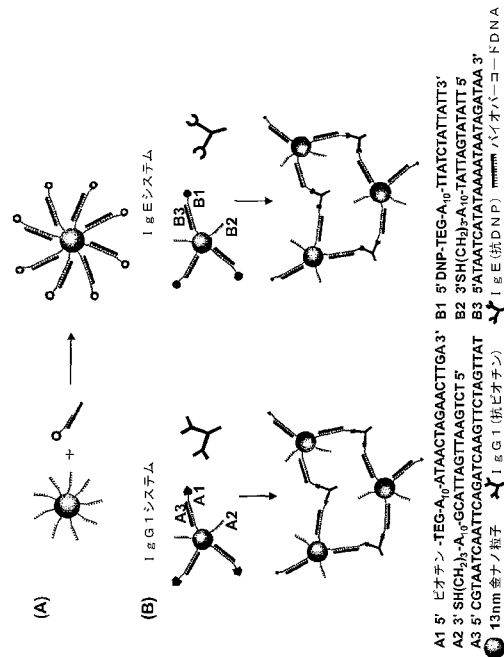 (A)
+
(B)
IgG1システム
IgEシステム
A3
A1
A2
B3
B1
B2
A1 5' ビオチン -TEG-A10-ATAACTAGAACTTGA 3'
A2 3' SH(CH2)3-A10-GCATTAGTTAAGTCT 5'
A3 5' CGTAATCAATTCAGATCAAGTTCTAGTTAT
B1 5' DNP-TEG-A10-TTATCTATTATT3'
B2 3'SH(CH2)3-A10-TATTAGTATATT 5'
B3 5'ATAATCATATAAAATAATAGATAA 3'
13nm 金ナノ粒子 IgG1(抗ビオチン) IgE(抗DNP) バイオバーコードDNA